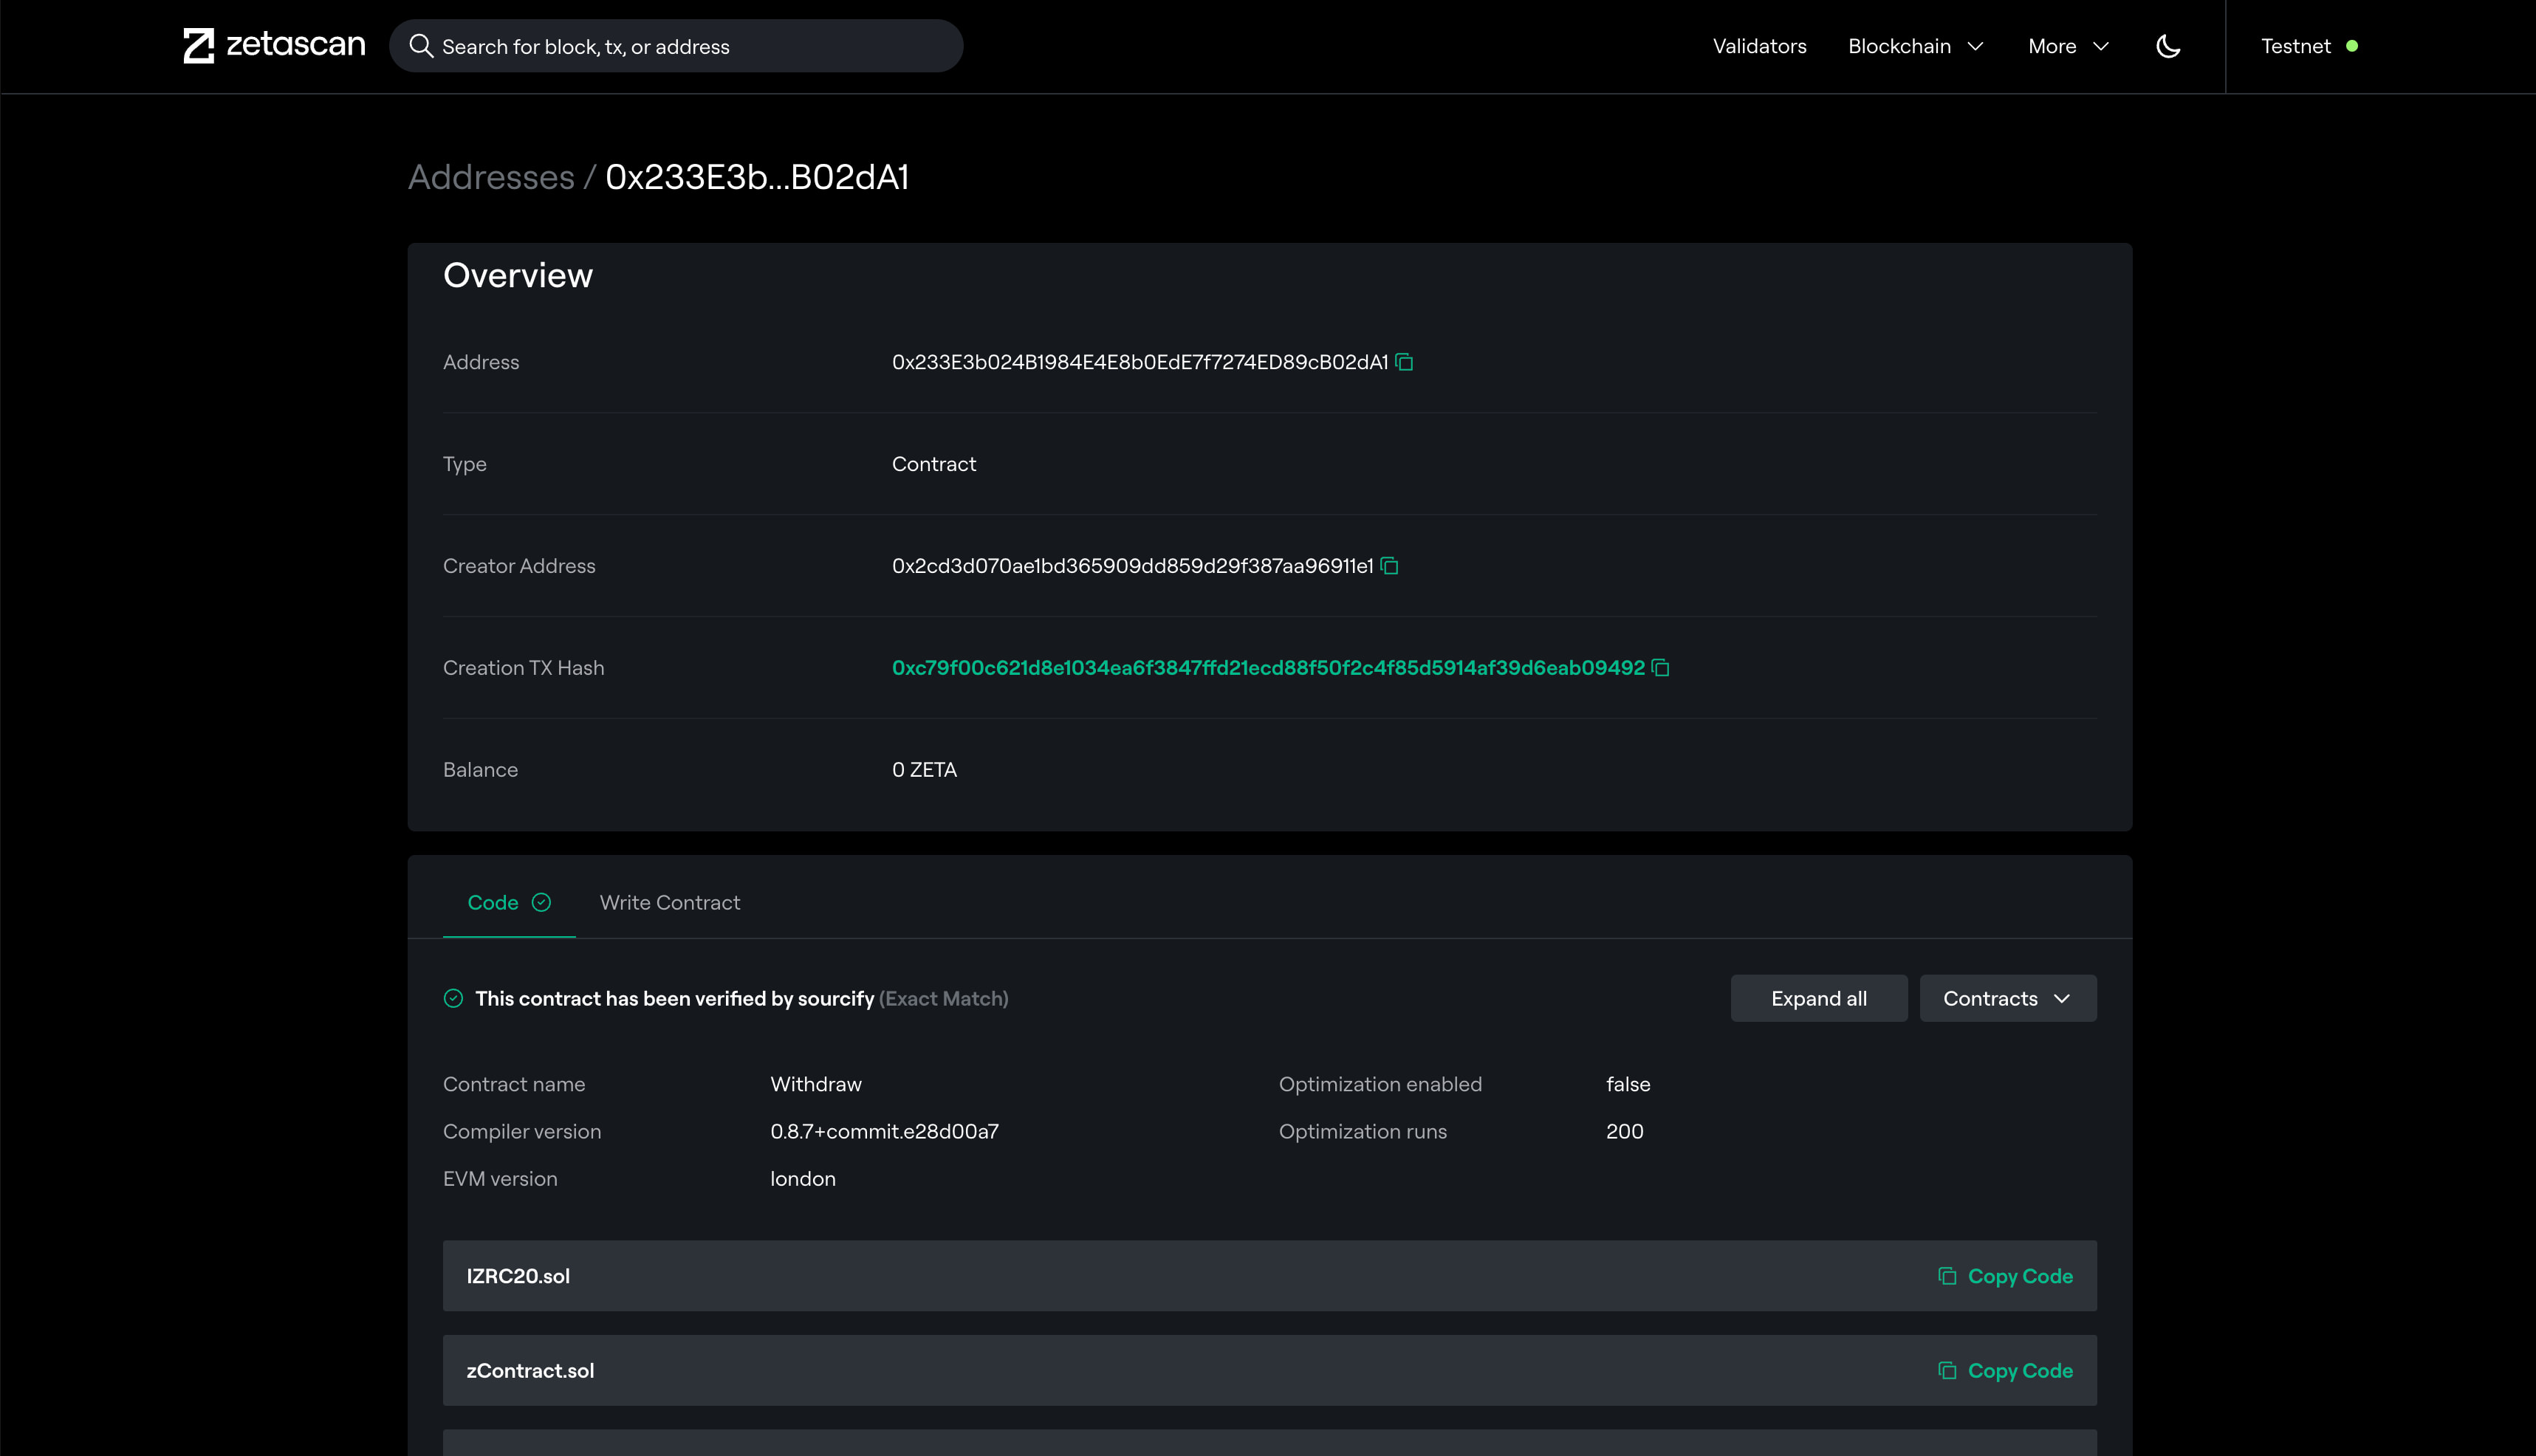 zetascan
Search for block, tx, or address
Validators
Blockchain
More
Testnet
Addresses / 0x233E3b...B02dA1
Overview
Address 0x233E3b024B1984E4E8b0EdE7f7274ED89cB02dA1
Type Contract
Creator Address 0x2cd3d070ae1bd365909dd859d29f387aa96911e1
Creation TX Hash 0xc79f00c621d8e1034ea6f3847ffd21ecd88f50f2c4f85d5914af39d6eab09492
Balance 0 ZETA
Code Write Contract
This contract has been verified by sourcify (Exact Match)
Expand all
Contracts
Contract name Withdraw Optimization enabled false
Compiler version 0.8.7+commit.e28d00a7 Optimization runs 200
EVM version london
IZRC20.sol Copy Code
zContract.sol Copy Code